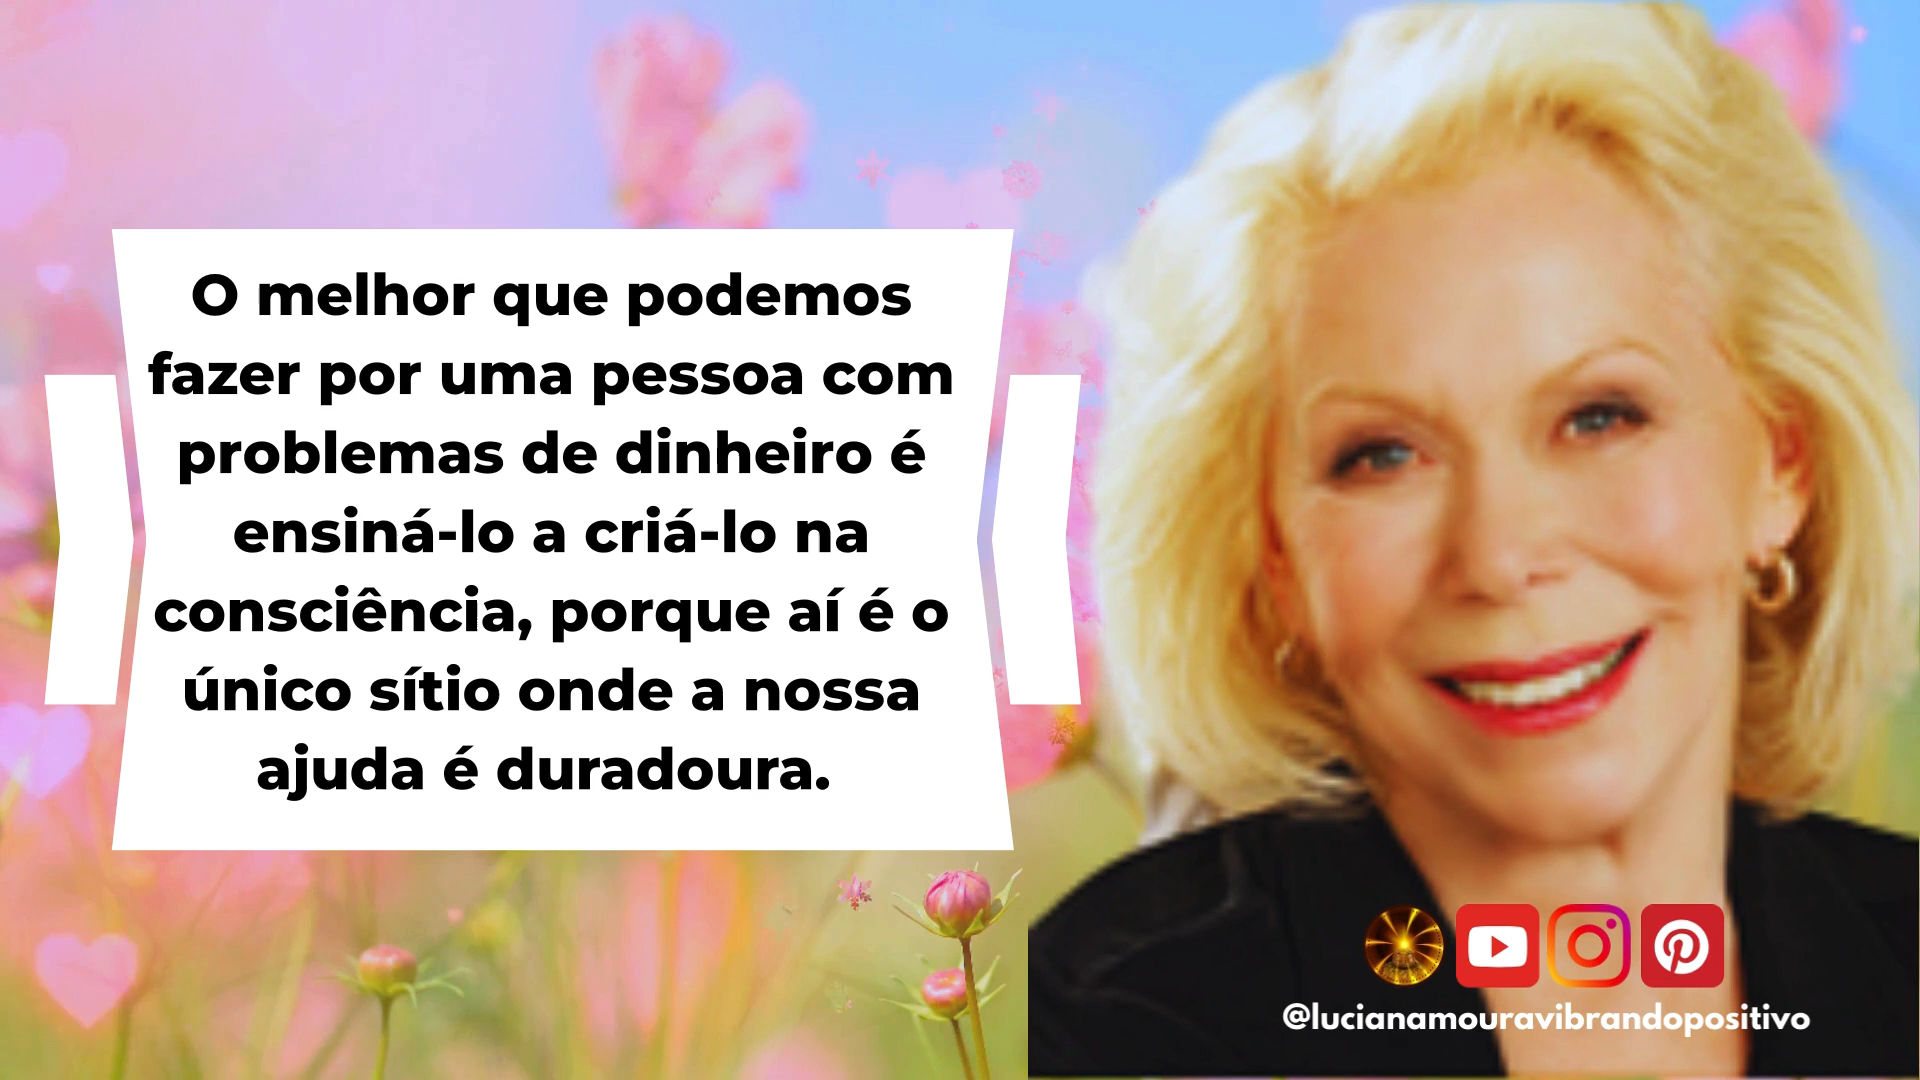 O melhor que podemos
fazer por uma pessoa com
problemas de dinheiro é
ensiná-lo a criá-lo na
consciência, porque aí é o
único sítio onde a nossa
ajuda é duradoura.
@lucianamouravibrandopositivo